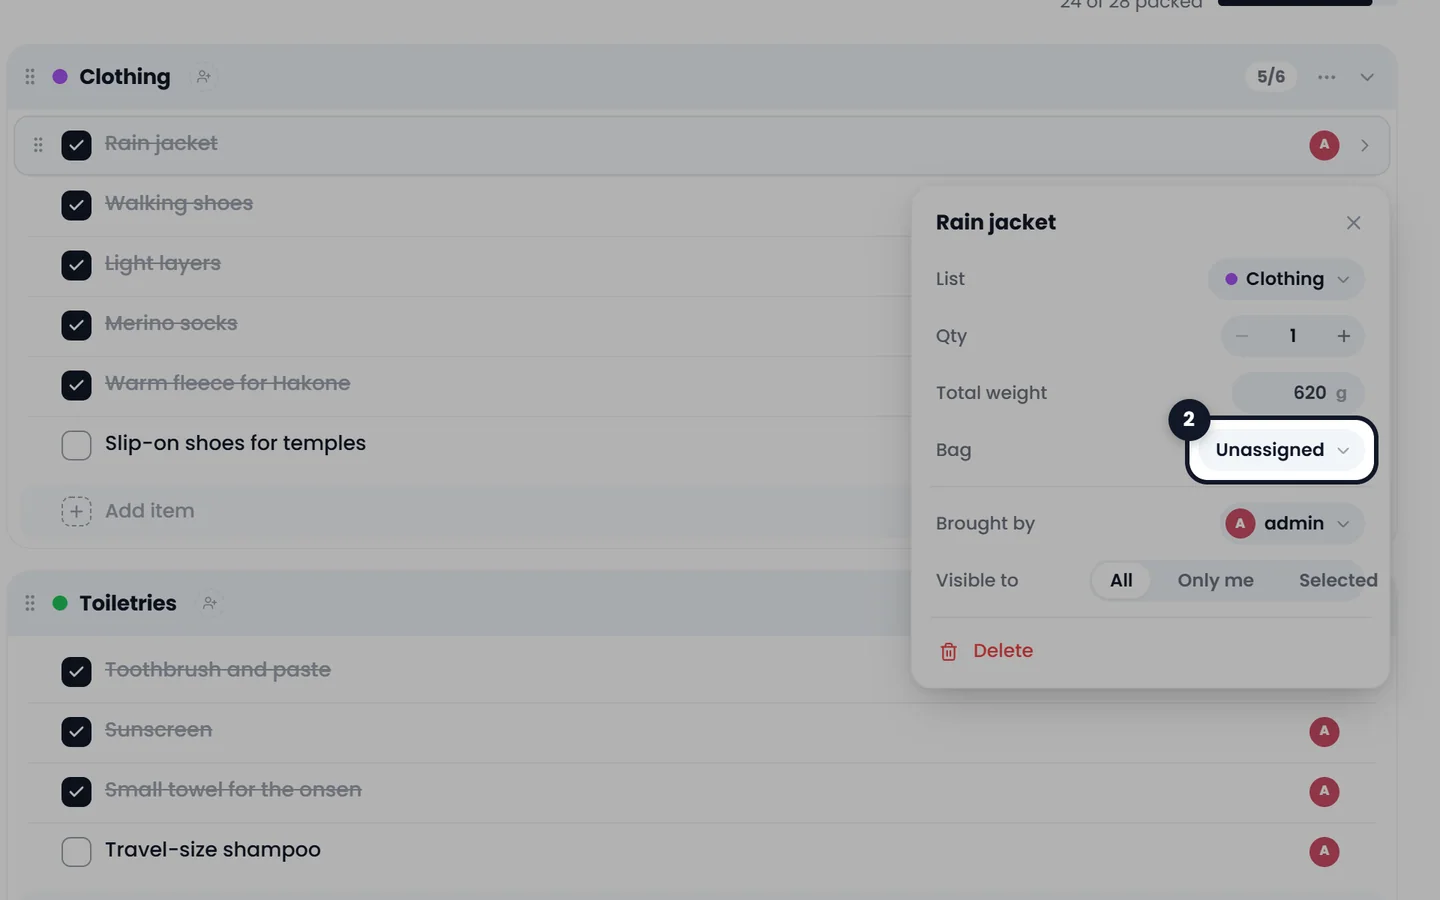 24 of 28 packed
Clothing
5/6
Rain jacket
A
Walking shoes
Light layers
Merino socks
Warm fleece for Hakone
Slip-on shoes for temples
Add item
Rain jacket
List
Clothing
Qty
1
Total weight
620 g
2
Bag
Unassigned
Brought by
A admin
Visible to
All Only me Selected
Delete
Toiletries
Toothbrush and paste
Sunscreen
A
Small towel for the onsen
A
Travel-size shampoo
A